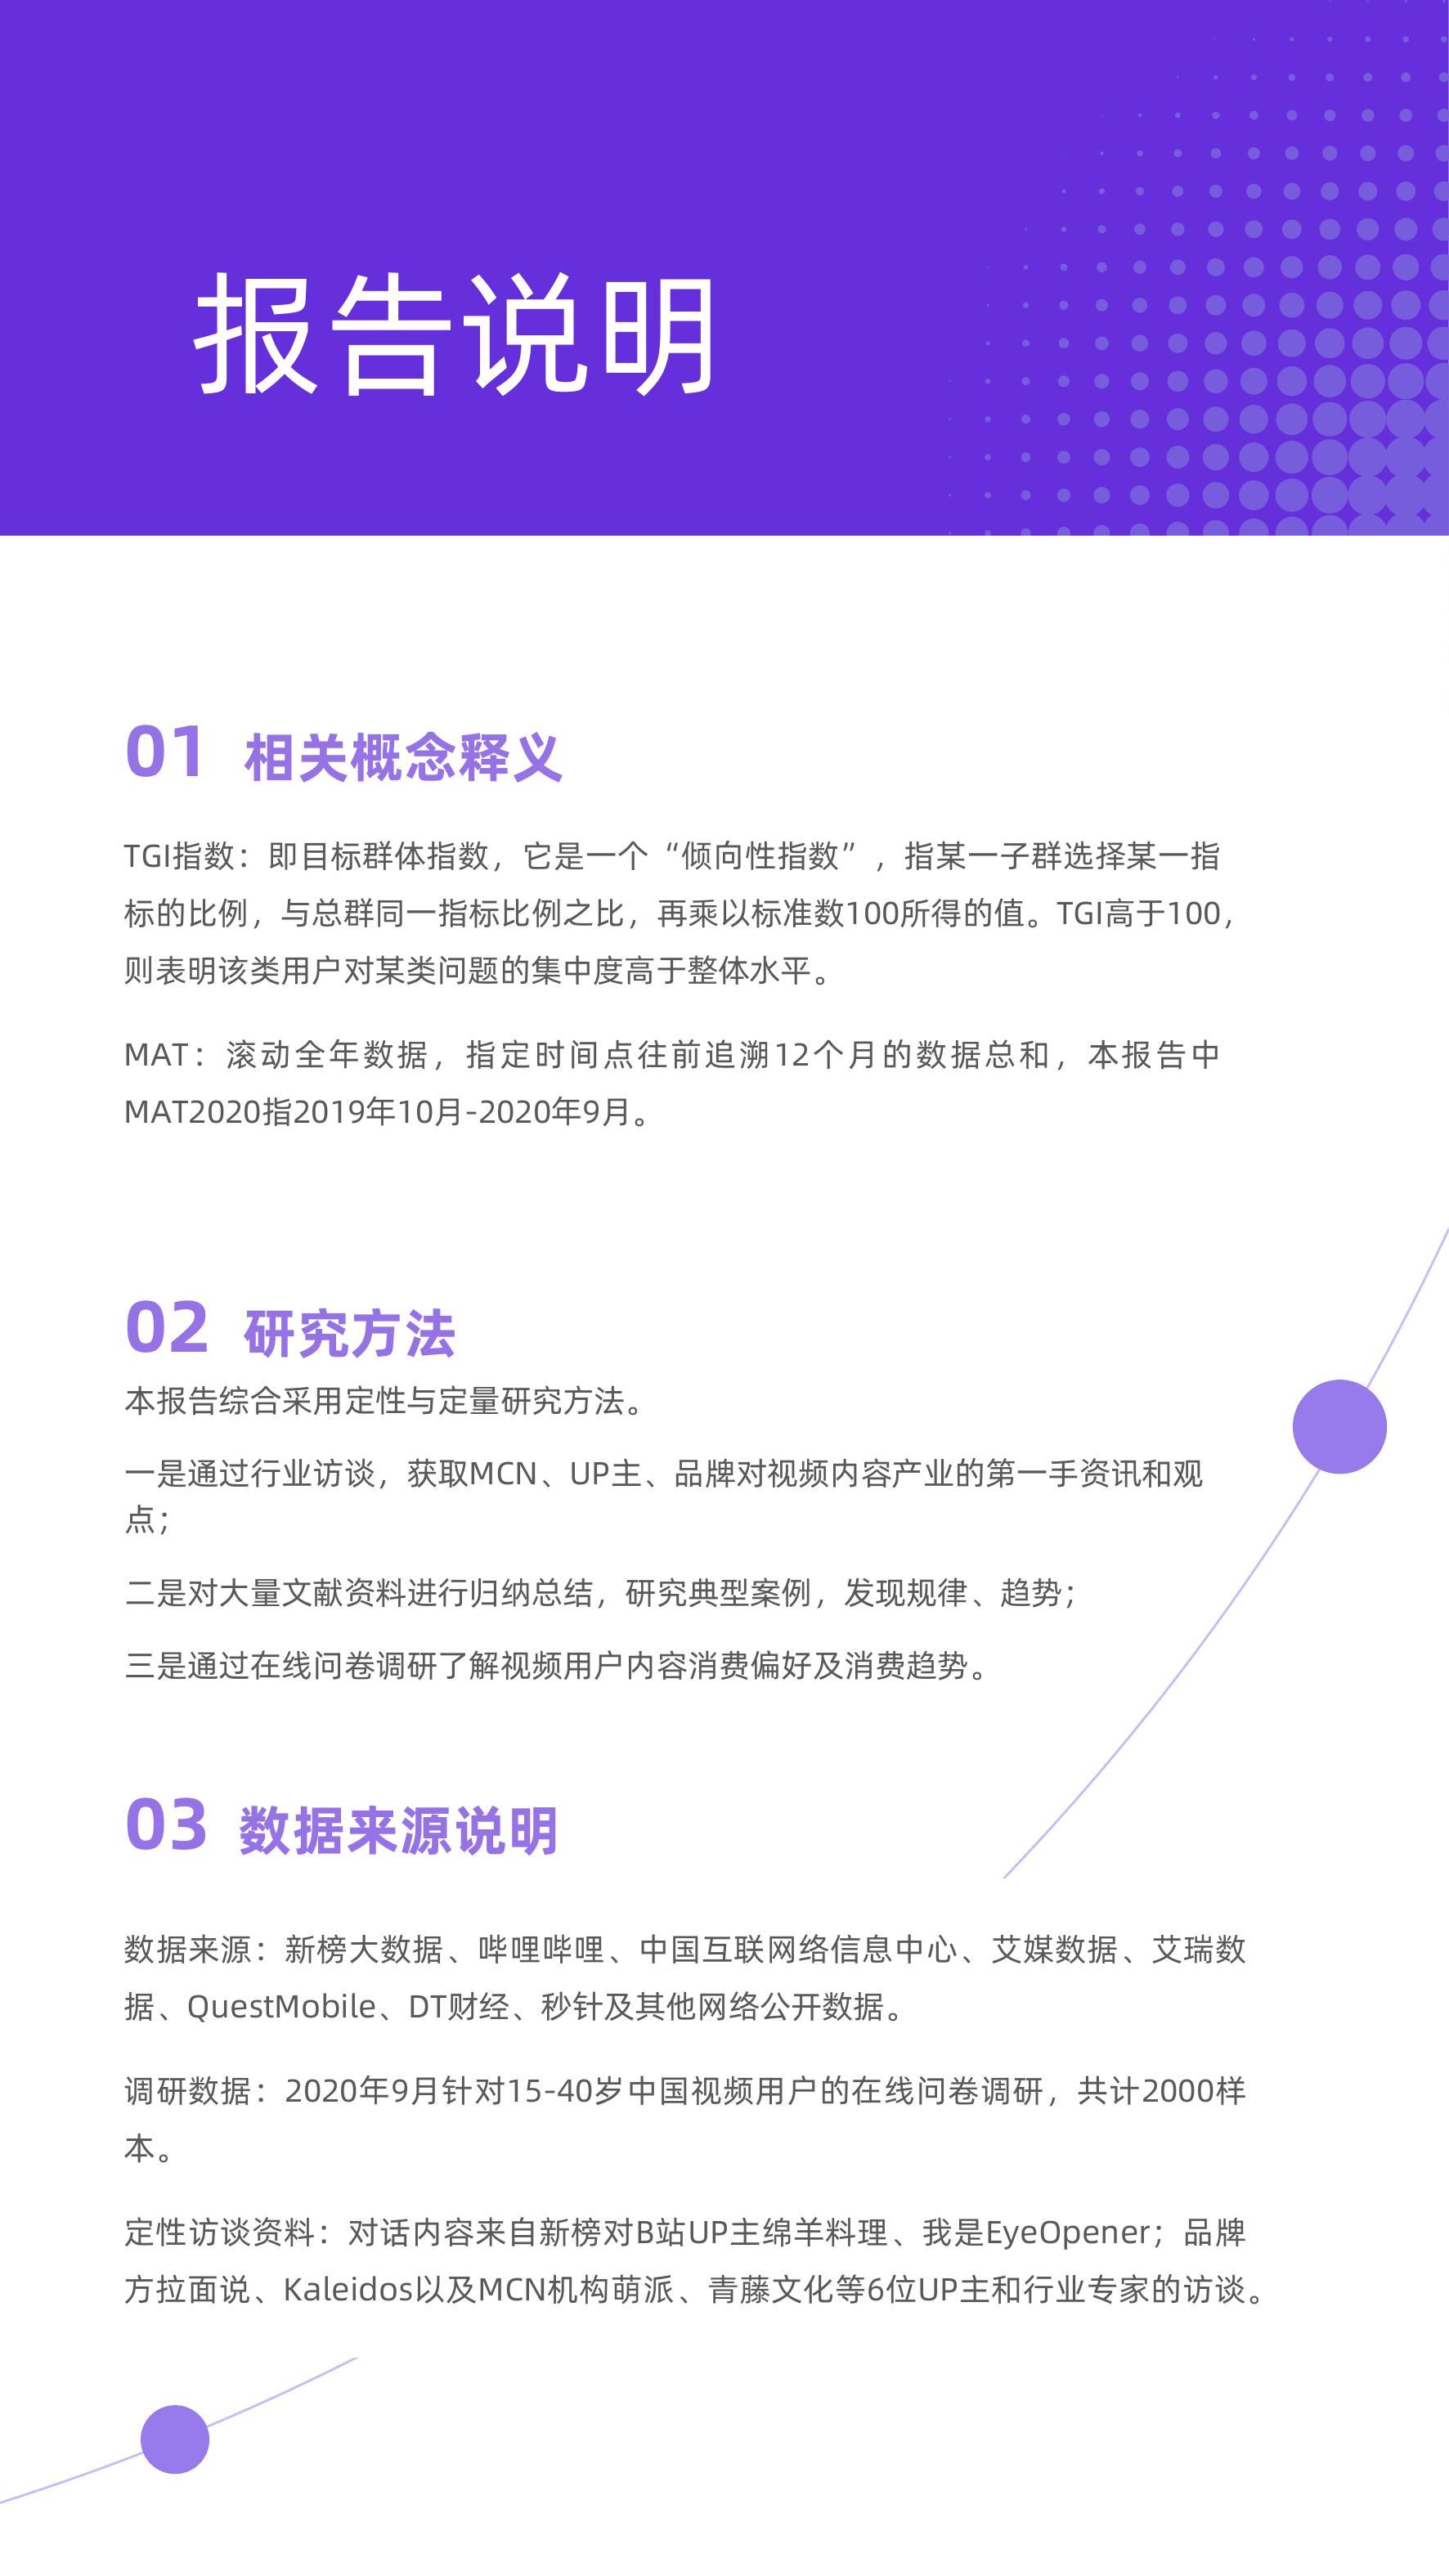 报告说明
01 相关概念释义
TGI指数：即目标群体指数，它是一个“倾向性指数”，指某一子群选择某一指
标的比例，与总群同一指标比例之比，再乘以标准数100所得的值。TGI高于100，
则表明该类用户对某类问题的集中度高于整体水平。
MAT：滚动全年数据，指定时间点往前追溯12个月的数据总和，本报告中
MAT2020指2019年10月-2020年9月。
02 研究方法
本报告综合采用定性与定量研究方法。
一是通过行业访谈，获取MCN、UP主、品牌对视频内容产业的第一手资讯和观
点；
二是对大量文献资料进行归纳总结，研究典型案例，发现规律、趋势；
三是通过在线问卷调研了解视频用户内容消费偏好及消费趋势。
03 数据来源说明
数据来源：新榜大数据、哔哩哔哩、中国互联网络信息中心、艾媒数据、艾瑞数
据、QuestMobile、DT财经、秒针及其他网络公开数据。
调研数据：2020年9月针对15-40岁中国视频用户的在线问卷调研，共计2000样
本。
定性访谈资料：对话内容来自新榜对B站UP主绵羊料理、我是EyeOpener；品牌
方拉面说、Kaleidos以及MCN机构萌派、青藤文化等6位UP主和行业专家的访谈。